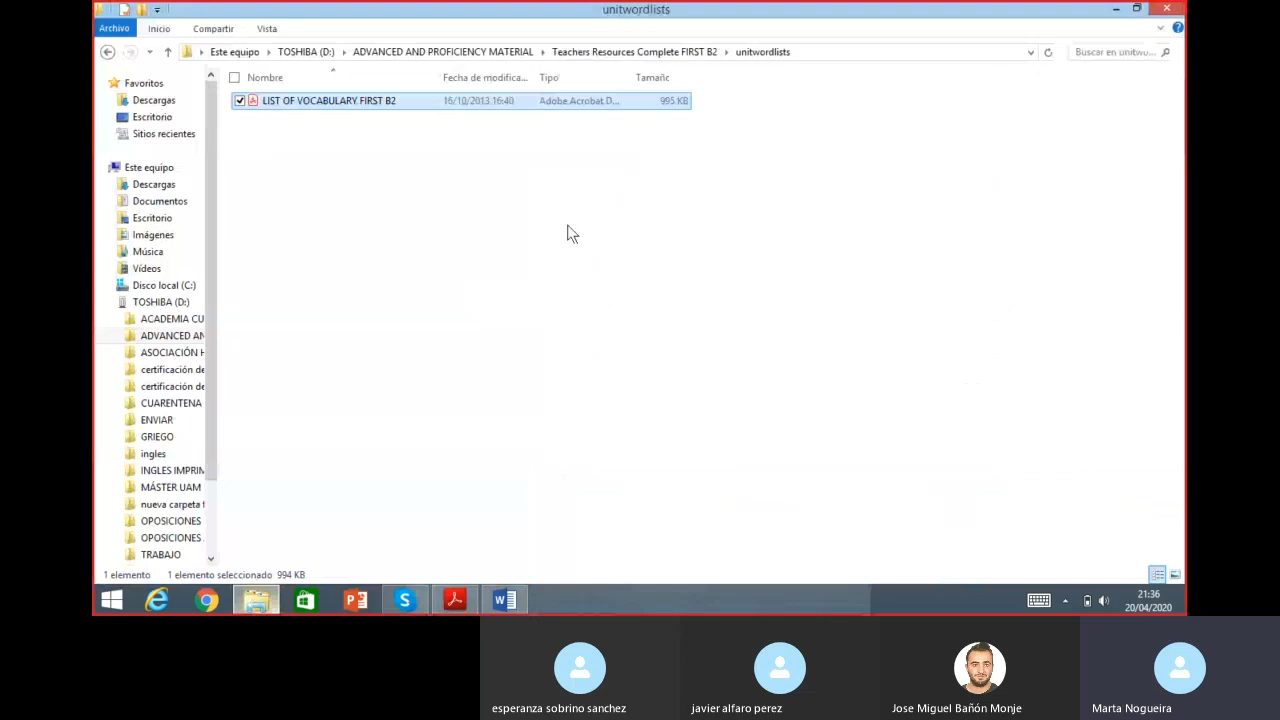 unitwordlists
Archivo Inicio Compartir Vista
Este equipo TOSHIBA (D:) ADVANCED AND PROFICIENCY MATERIAL Teachers Resources Complete FIRST B2 unitwordlists
Buscar en unitwo...
Nombre Fecha de modifica... Tipo Tamañc
LIST OF VOCABULARY FIRST B2 16/10/2013 16:40 Adobe Acrobat D... 995 KB
Favoritos
Descargas
Escritorio
Sitios recientes
Este equipo
Descargas
Documentos
Escritorio
Imágenes
Música
Vídeos
Disco local (C:)
TOSHIBA (D:)
ACADEMIA CU
ADVANCED AN
ASOCIACIÓN H
certificación de
certificación de
CUARENTENA
ENVIAR
GRIEGO
ingles
INGLES IMPRIM
MÁSTER UAM
nueva carpeta t
OPOSICIONES
OPOSICIONES
TRABAJO
1 elemento 1 elemento seleccionado 994 KB
21:36
20/04/2020
esperanza sobrino sanchez
javier alfaro perez
Jose Miguel Bañón Monje
Marta Nogueira